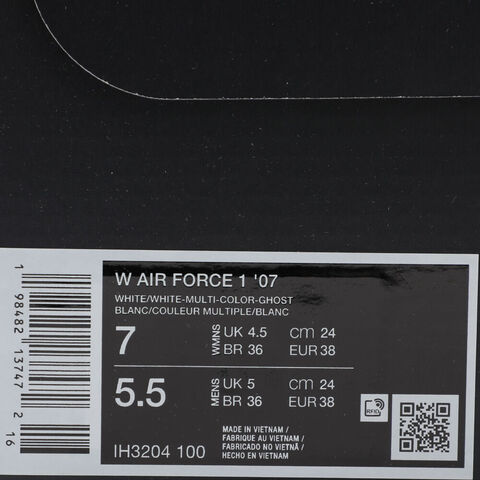 W AIR FORCE 1 '07
WHITE/WHITE-MULTI-COLOR-GHOST
BLANC/COULEUR MULTIPLE/BLANC
7 WMNS UK 4.5 cm 24
BR 36 EUR 38
5.5 MENS UK 5 cm 24
BR 36 EUR 38
MADE IN VIETNAM /
FABRIQUE AU VIETNAM /
FABRICADO NO VIETNÃ /
HECHO EN VIETNAM
IH3204 100
RFID
1 98482 13747 2 16